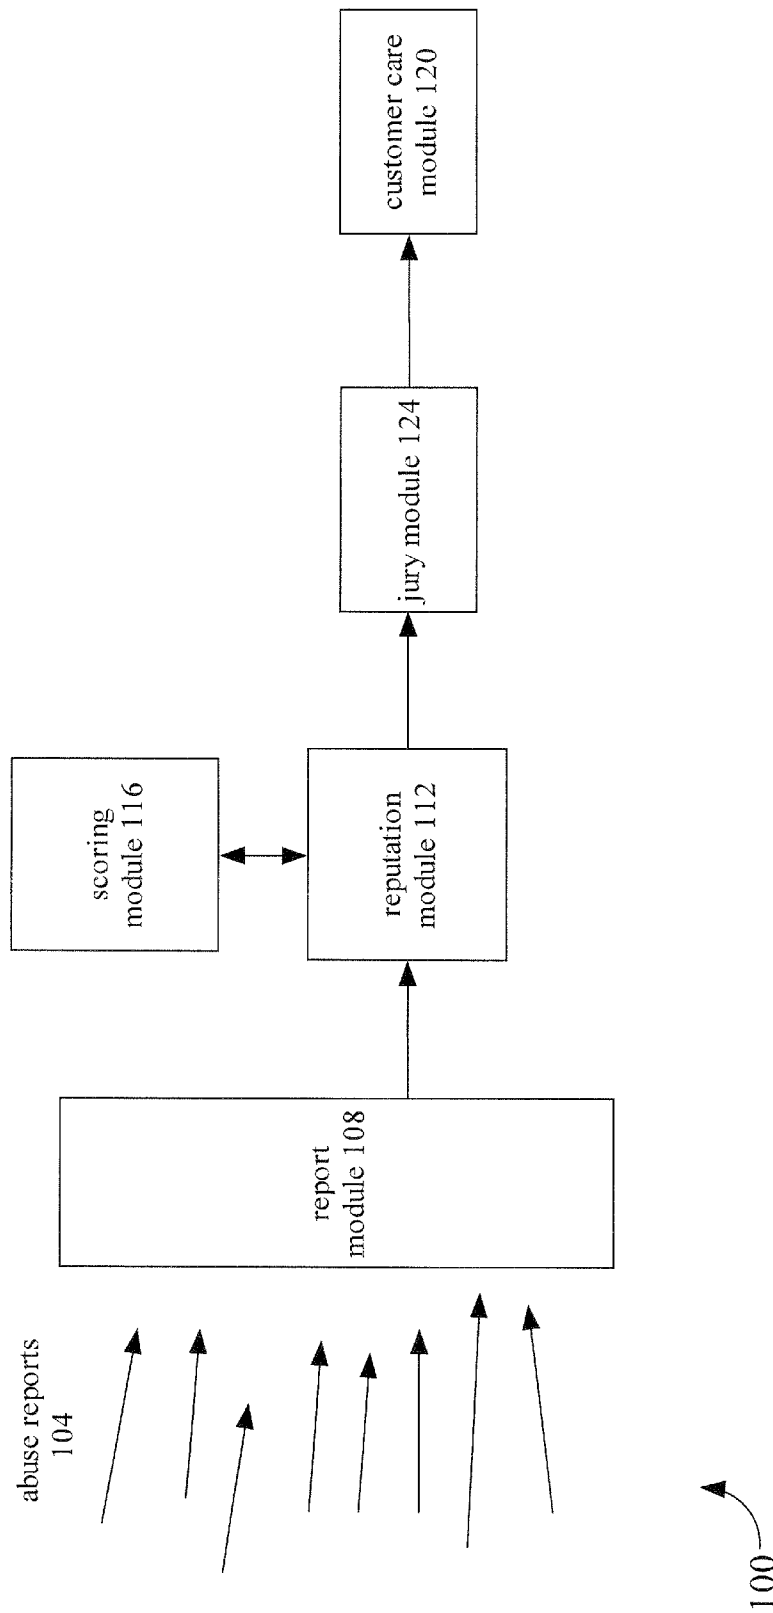 abuse reports
104
report
module 108
scoring
module 116
reputation
module 112
jury module 124
customer care
module 120
100